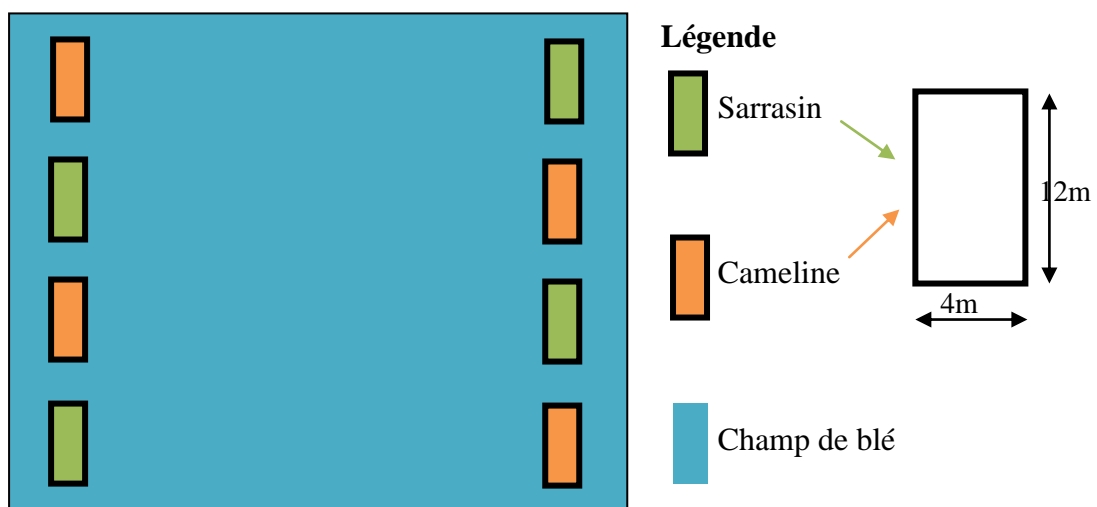 Légende
Sarrasin
12m
Cameline
4m
Champ de blé